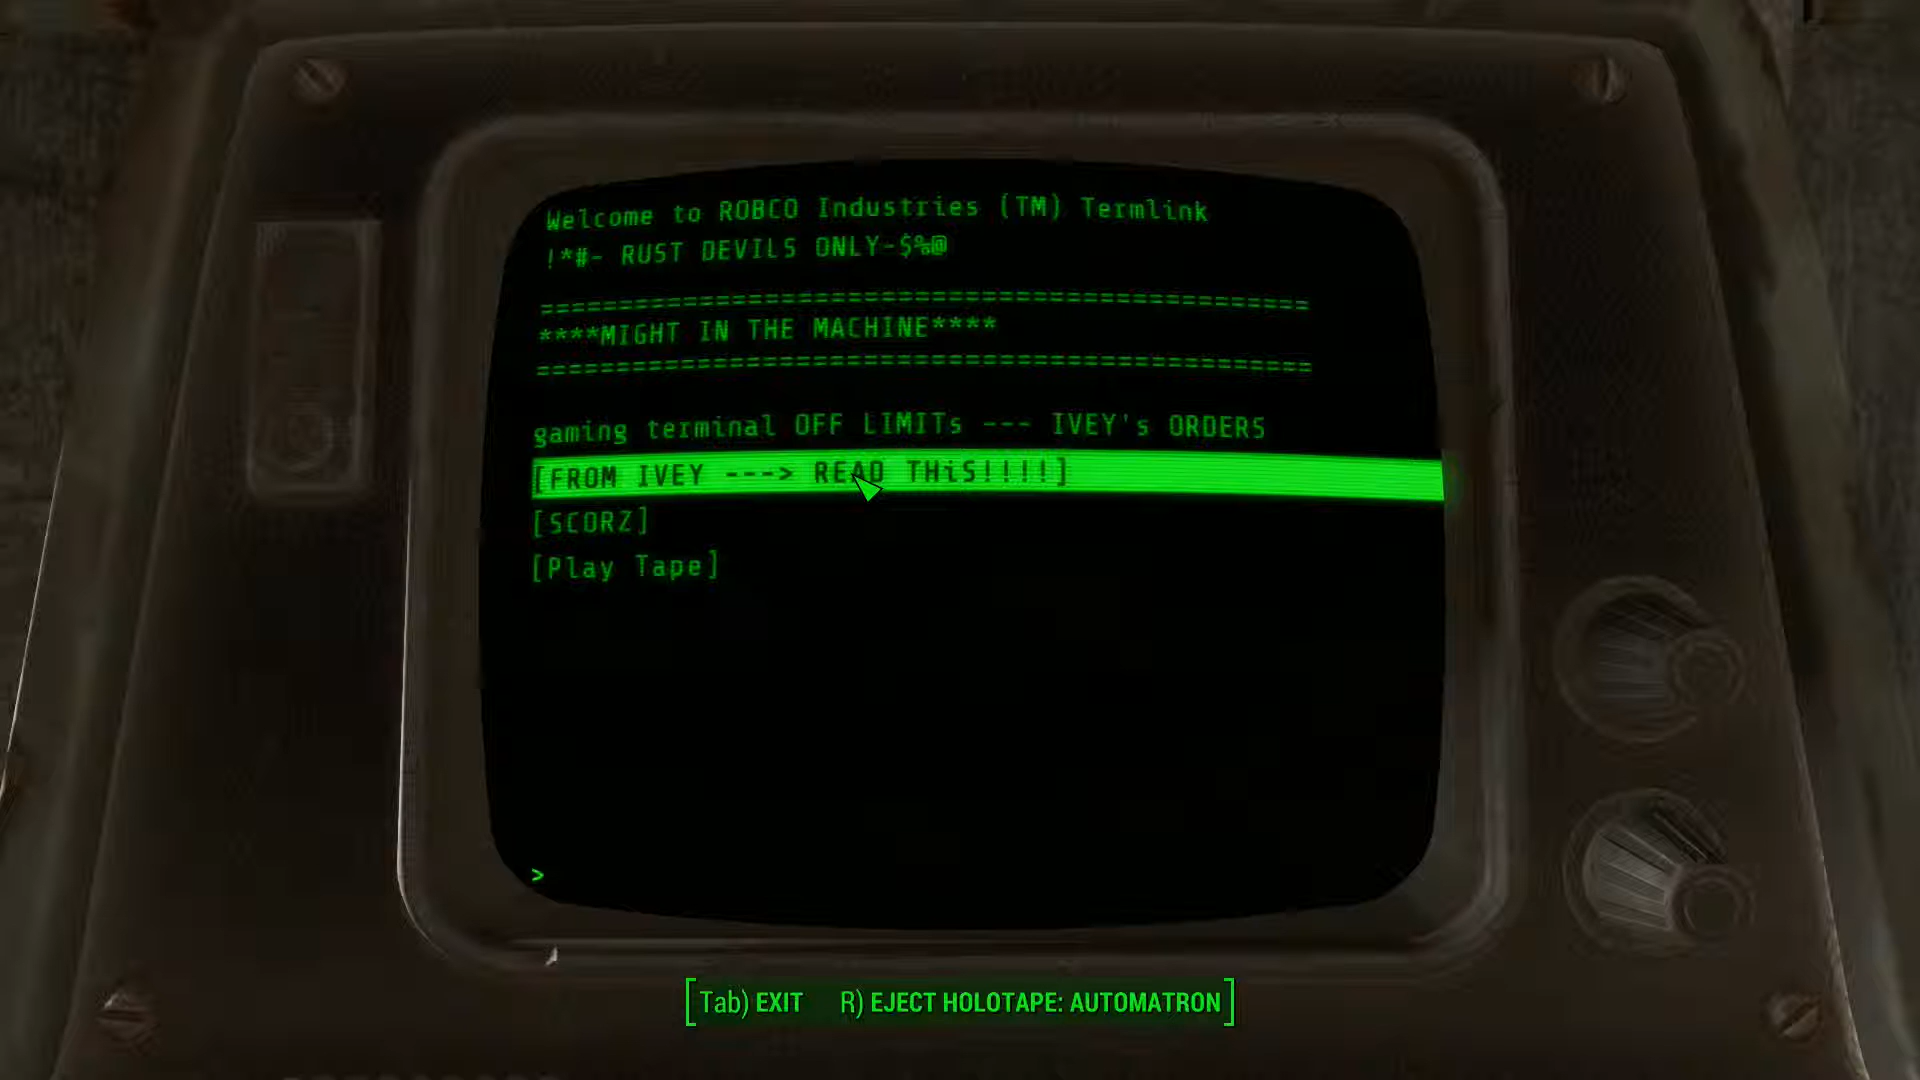 Welcome to ROBCO Industries (TM) Termlink
!*#- RUST DEVILS ONLY-$%@
================================================
****MIGHT IN THE MACHINE****
================================================
gaming terminal OFF LIMITs --- IVEY's ORDERS
[FROM IVEY ---> READ THiS!!!!]
[SCORZ]
[Play Tape]
>
[Tab) EXIT R) EJECT HOLOTAPE: AUTOMATRON]